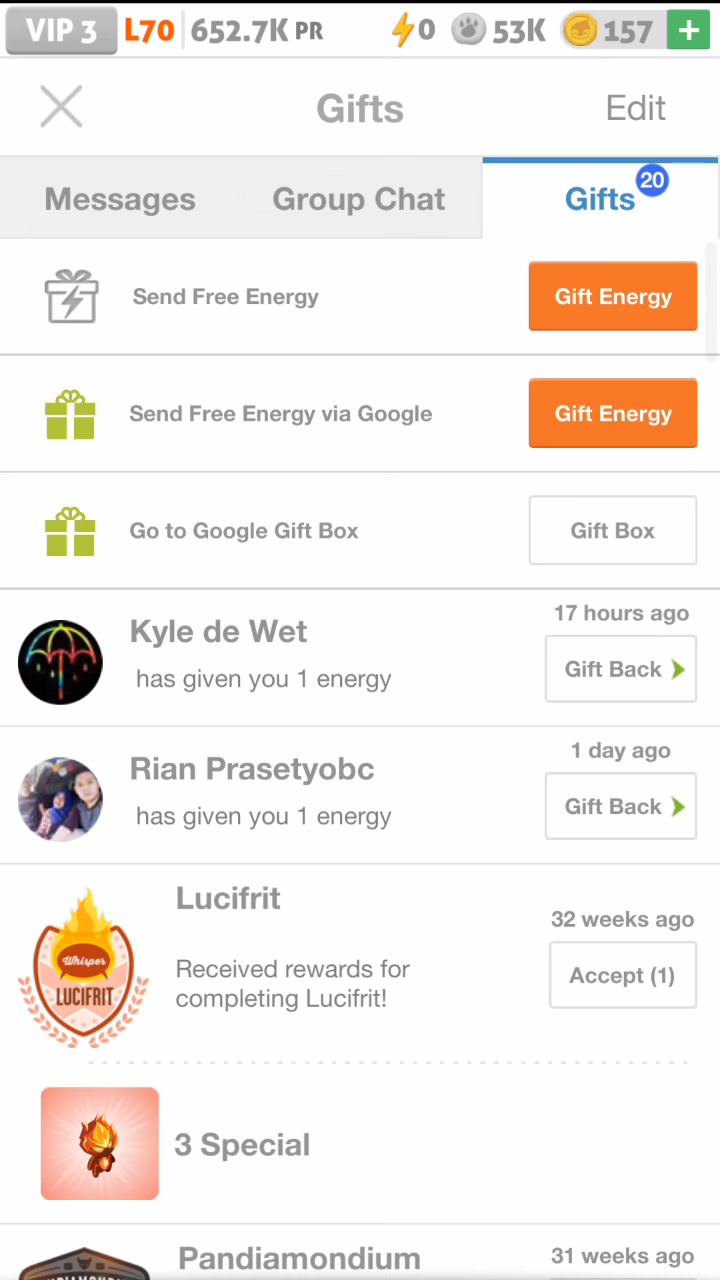 VIP 3 L70 652.7K PR 0 53K 157 +
Gifts Edit
Messages Group Chat Gifts 20
Send Free Energy Gift Energy
Send Free Energy via Google Gift Energy
Go to Google Gift Box Gift Box
17 hours ago
Kyle de Wet
has given you 1 energy Gift Back
1 day ago
Rian Prasetyobc
has given you 1 energy Gift Back
Lucifrit
32 weeks ago
Whisper
LUCIFRIT
Received rewards for
completing Lucifrit!
Accept (1)
3 Special
Pandiamondium 31 weeks ago